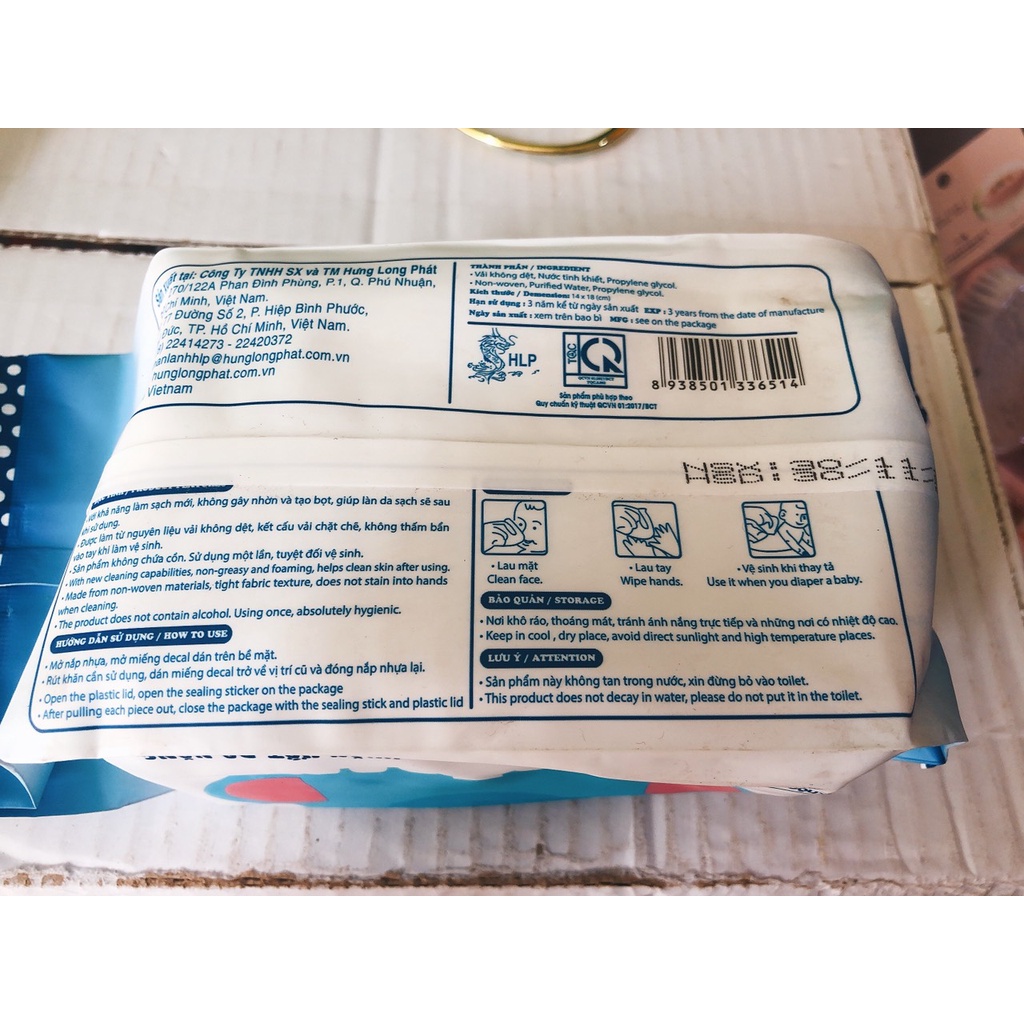 tại: Công Ty TNHH SX và TM Hưng Long Phát
170/122A Phan Đình Phùng, P.1, Q. Phú Nhuận,
Chí Minh, Việt Nam.
Đường Số 2, P. Hiệp Bình Phước,
Đức, TP. Hồ Chí Minh, Việt Nam.
22414273 - 22420372
@hunglongphat.com.vn
hunglongphat.com.vn
Vietnam
THÀNH PHẦN / INGREDIENT
• Vải không dệt, Nước tinh khiết, Propylene glycol.
• Non-woven, Purified Water, Propylene glycol.
Kích thước / Demension: 14 x 18 (cm)
Hạn sử dụng : 3 năm kể từ ngày sản xuất EXP : 3 years from the date of manufacture
Ngày sản xuất : xem trên bao bì MFG : see on the package
HLP
TQC
8 938501 336514
Sản phẩm phù hợp theo
Quy chuẩn kỹ thuật QCVN 01:2017/BCT
khả năng làm sạch mới, không gây nhờn và tạo bọt, giúp làn da sạch sẽ sau
khi sử dụng.
• Được làm từ nguyên liệu vải không dệt, kết cấu vải chặt chẽ, không thấm bẩn
vào tay khi làm vệ sinh.
• Sản phẩm không chứa cồn. Sử dụng một lần, tuyệt đối vệ sinh.
• With new cleaning capabilities, non-greasy and foaming, helps clean skin after using.
• Made from non-woven materials, tight fabric texture, does not stain into hands
when cleaning.
• The product does not contain alcohol. Using once, absolutely hygienic.
HƯỚNG DẪN SỬ DỤNG / HOW TO USE
• Mở nắp nhựa, mở miếng decal dán trên bề mặt.
• Rút khăn cần sử dụng, dán miếng decal trở về vị trí cũ và đóng nắp nhựa lại.
• Open the plastic lid, open the sealing sticker on the package
• After pulling each piece out, close the package with the sealing stick and plastic lid
• Lau mặt
Clean face.
• Lau tay
Wipe hands.
• Vệ sinh khi thay tã
Use it when you diaper a baby.
BẢO QUẢN / STORAGE
• Nơi khô ráo, thoáng mát, tránh ánh nắng trực tiếp và những nơi có nhiệt độ cao.
• Keep in cool , dry place, avoid direct sunlight and high temperature places.
LƯU Ý / ATTENTION
• Sản phẩm này không tan trong nước, xin đừng bỏ vào toilet.
• This product does not decay in water, please do not put it in the toilet.